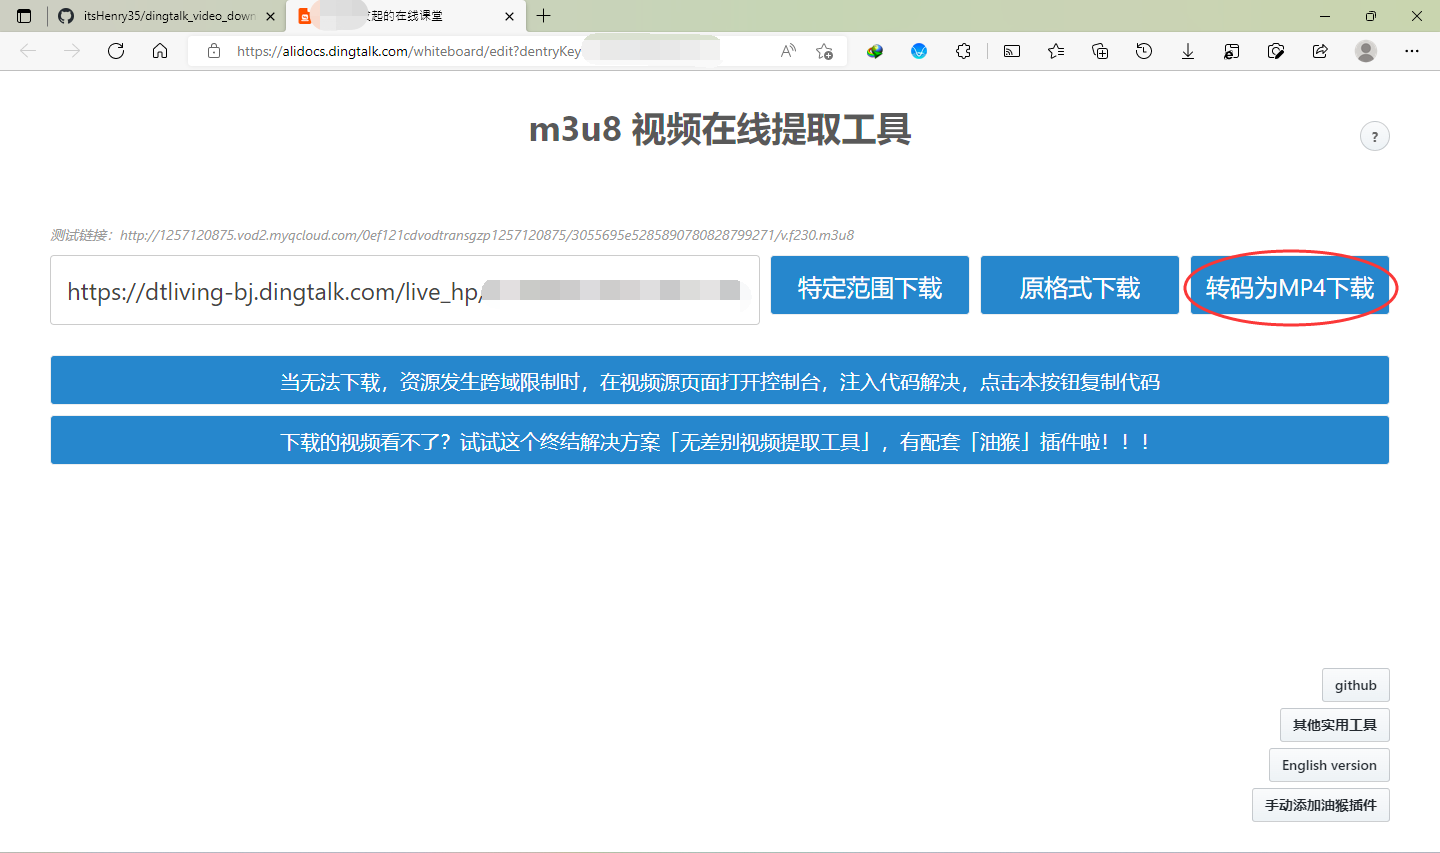 itsHenry35/dingtalk_video_down
发起的在线课堂
https://alidocs.dingtalk.com/whiteboard/edit?dentryKey
m3u8 视频在线提取工具
?
测试链接：http://1257120875.vod2.myqcloud.com/0ef121cdvodtransgzp1257120875/3055695e5285890780828799271/v.f230.m3u8
https://dtliving-bj.dingtalk.com/live_hp/
特定范围下载
原格式下载
转码为MP4下载
当无法下载，资源发生跨域限制时，在视频源页面打开控制台，注入代码解决，点击本按钮复制代码
下载的视频看不了？试试这个终结解决方案「无差别视频提取工具」，有配套「油猴」插件啦！！！
github
其他实用工具
English version
手动添加油猴插件